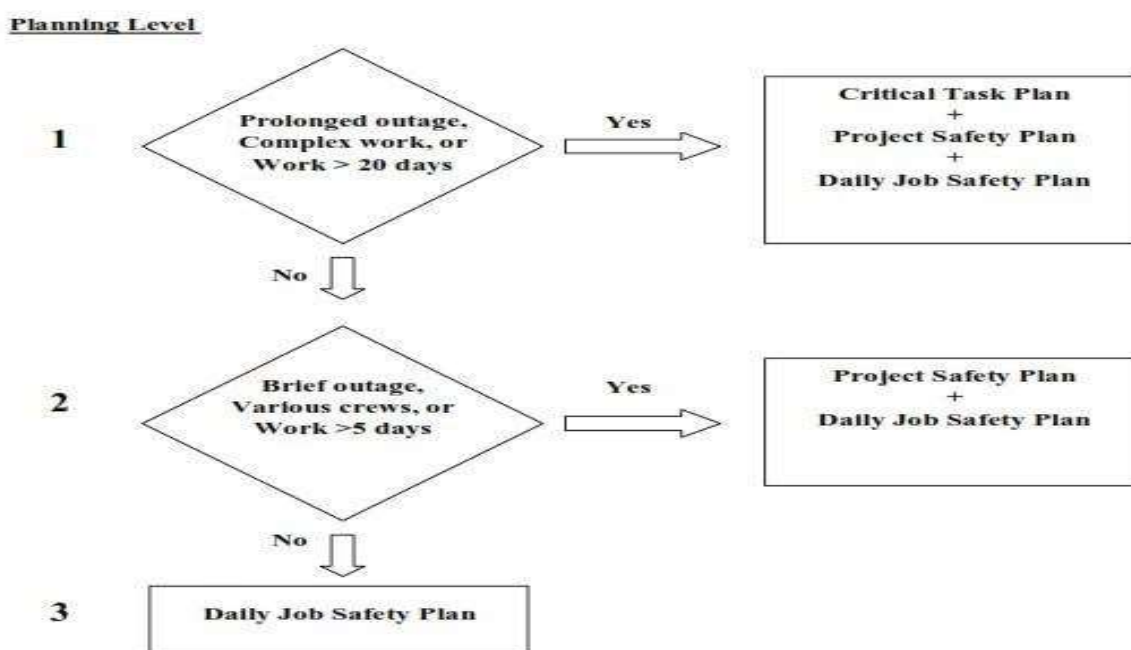 Planning Level
1
Prolonged outage,
Complex work, or
Work > 20 days
Yes
Critical Task Plan
+
Project Safety Plan
+
Daily Job Safety Plan
No
2
Brief outage,
Various crews, or
Work >5 days
Yes
Project Safety Plan
+
Daily Job Safety Plan
No
3
Daily Job Safety Plan